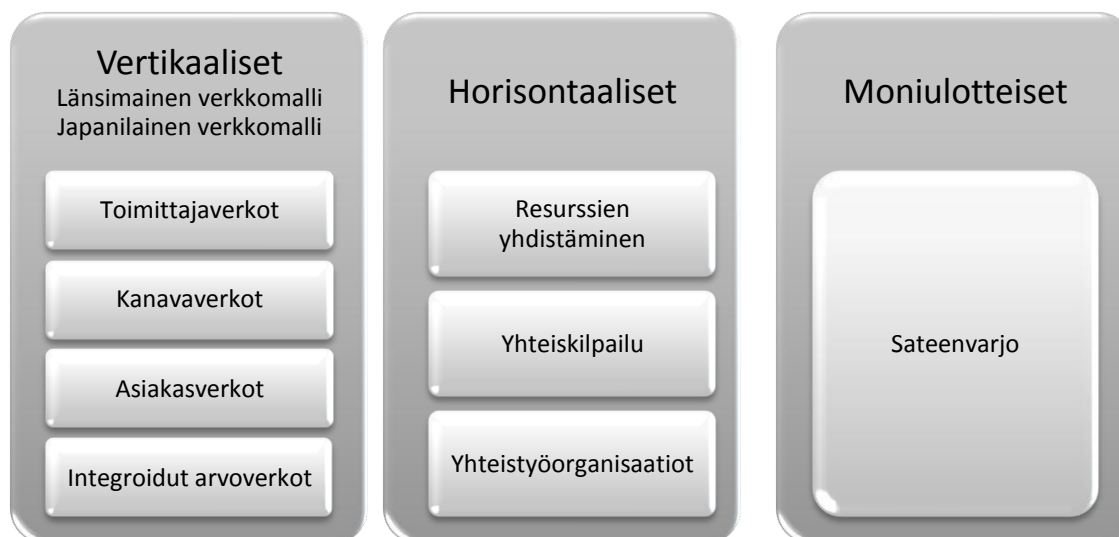 Vertikaaliset
Länsimainen verkkomalli
Japanilainen verkkomalli
Toimittajaverkot
Kanavaverkot
Asiakasverkot
Integroidut arvoverkot
Horisontaaliset
Resurssien
yhdistäminen
Yhteiskilpailu
Yhteistyöorganisaatiot
Moniulotteiset
Sateenvarjo